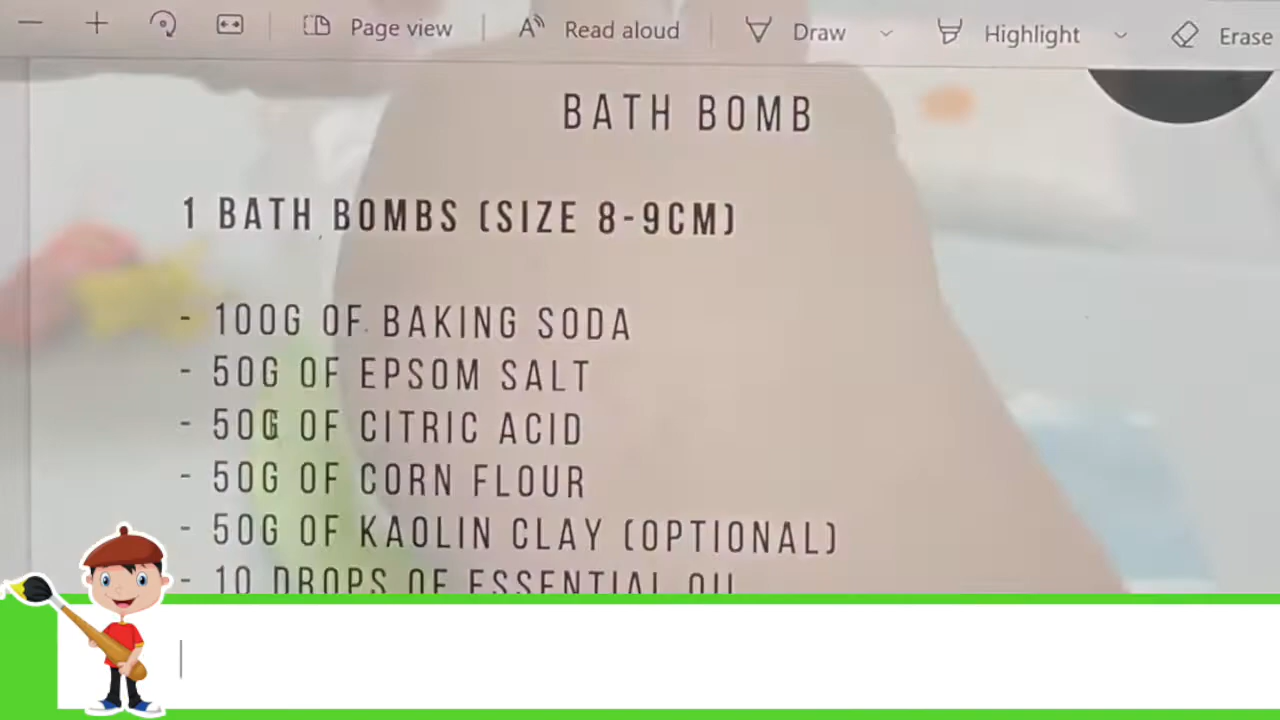 Page view
Read aloud
Draw
Highlight
Erase
BATH BOMB
1 BATH BOMBS (SIZE 8-9CM)
- 100G OF BAKING SODA
- 50G OF EPSOM SALT
- 50G OF CITRIC ACID
- 50G OF CORN FLOUR
- 50G OF KAOLIN CLAY (OPTIONAL)
- 10 DROPS OF ESSENTIAL OIL